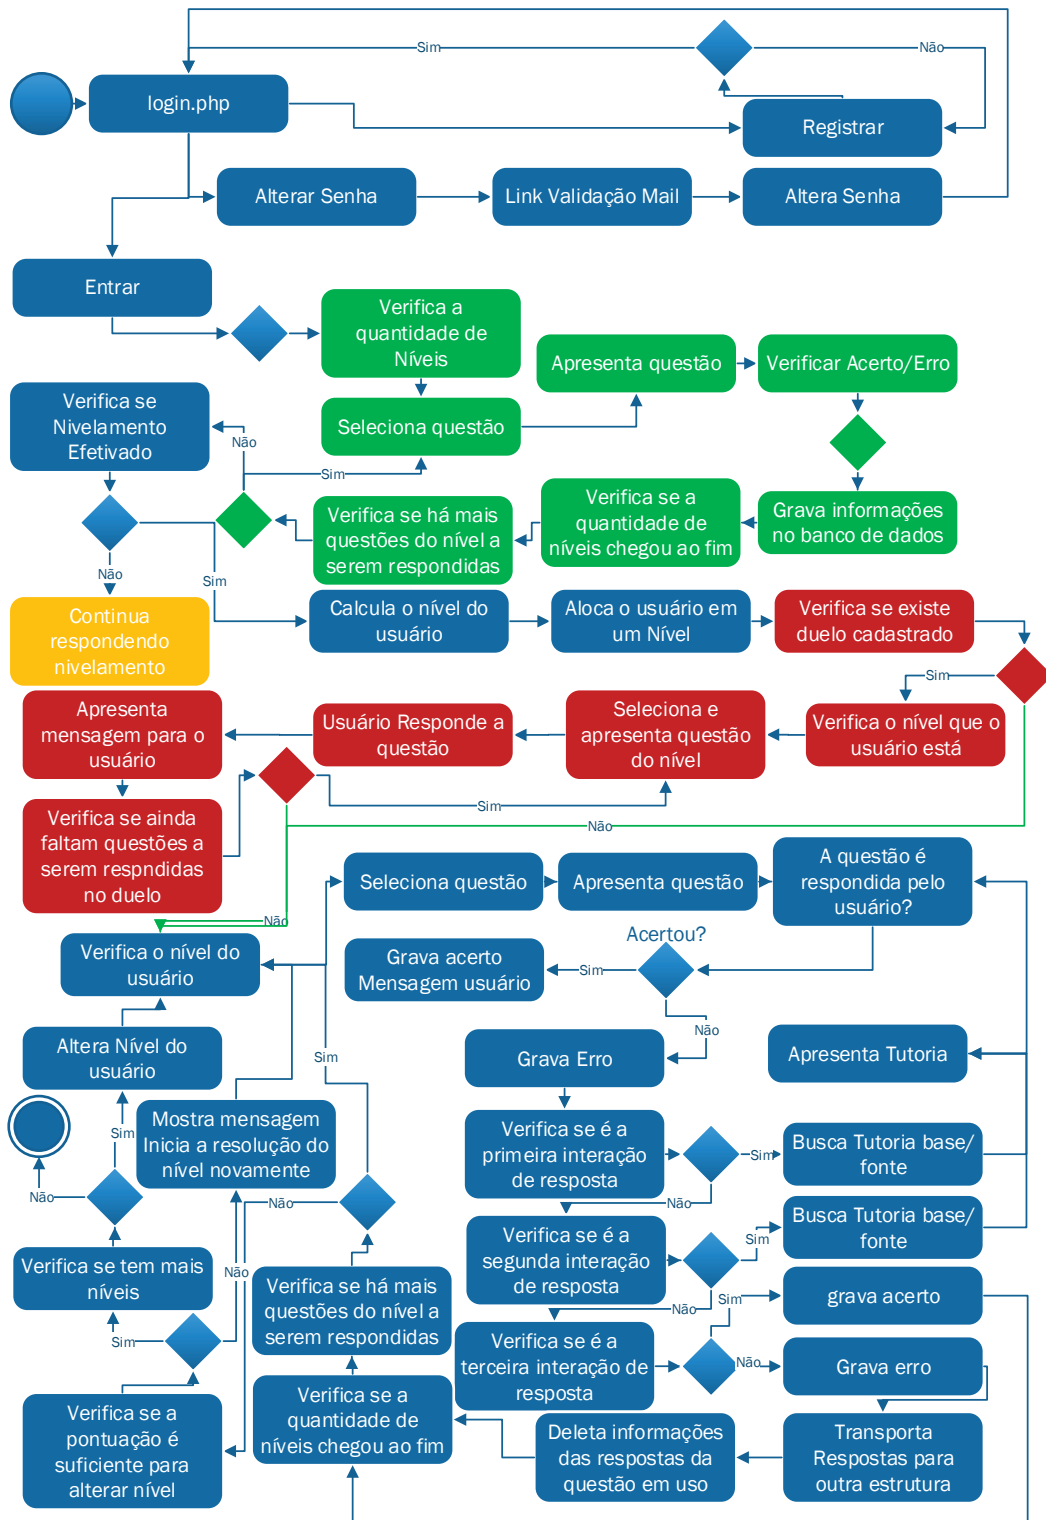 Sim
Não
login.php
Registrar
Alterar Senha
Link Validação Mail
Altera Senha
Entrar
Verifica a
quantidade de
Níveis
Apresenta questão
Verificar Acerto/Erro
Verifica se
Nivelamento
Efetivado
Seleciona questão
Não
Sim
Verifica se há mais
questões do nível a
serem respondidas
Verifica se a
quantidade de
níveis chegou ao fim
Grava informações
no banco de dados
Não
Sim
Continua
respondendo
nivelamento
Calcula o nível do
usuário
Aloca o usuário em
um Nível
Verifica se existe
duelo cadastrado
Sim
Apresenta
mensagem para o
usuário
Usuário Responde a
questão
Seleciona e
apresenta questão
do nível
Verifica o nível que o
usuário está
Sim
Não
Verifica se ainda
faltam questões a
serem respndidas
no duelo
Não
Seleciona questão
Apresenta questão
A questão é
respondida pelo
usuário?
Verifica o nível do
usuário
Acertou?
Grava acerto
Mensagem usuário
Sim
Não
Altera Nível do
usuário
Sim
Grava Erro
Apresenta Tutoria
Mostra mensagem
Inicia a resolução do
nível novamente
Sim
Verifica se é a
primeira interação
de resposta
Sim
Busca Tutoria base/
fonte
Não
Não
Não
Verifica se é a
segunda interação
de resposta
Sim
Busca Tutoria base/
fonte
Verifica se tem mais
níveis
Não
Verifica se há mais
questões do nível a
serem respondidas
Não
Sim
grava acerto
Sim
Verifica se é a
terceira interação de
resposta
Não
Grava erro
Verifica se a
pontuação é
suficiente para
alterar nível
Verifica se a
quantidade de
níveis chegou ao fim
Deleta informações
das respostas da
questão em uso
Transporta
Respostas para
outra estrutura